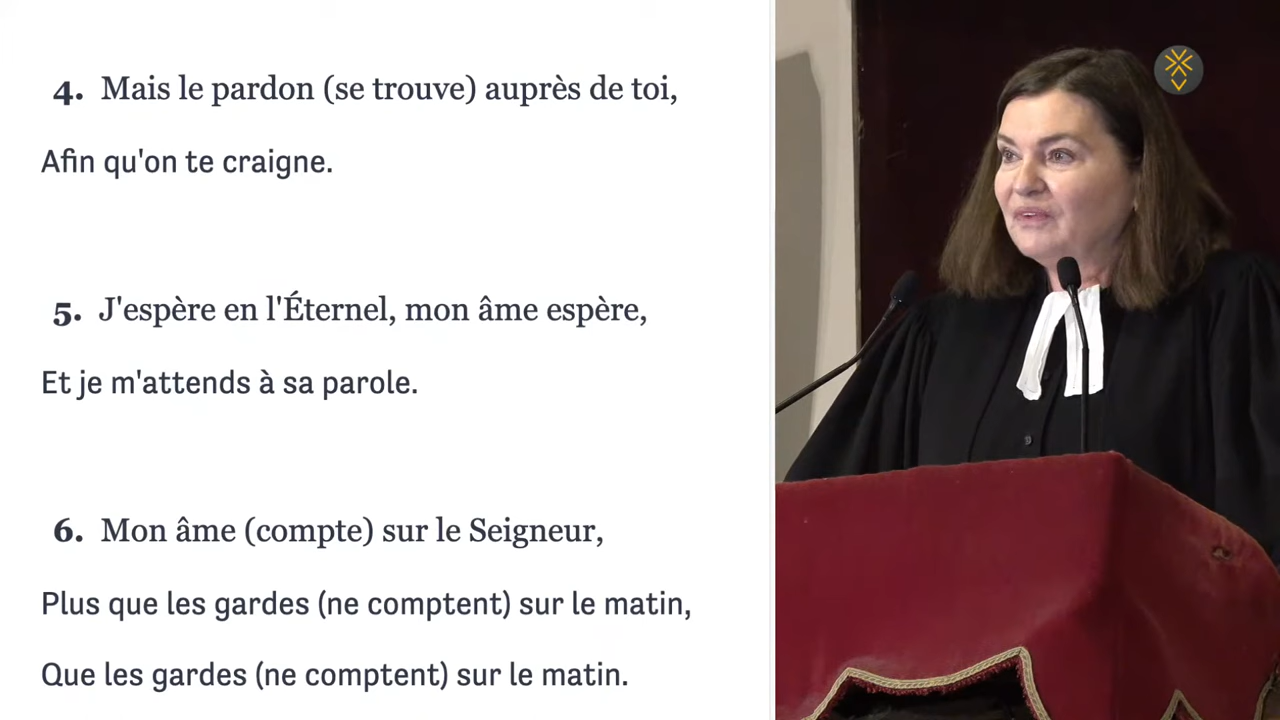 4. Mais le pardon (se trouve) auprès de toi,
Afin qu'on te craigne.
5. J'espère en l'Éternel, mon âme espère,
Et je m'attends à sa parole.
6. Mon âme (compte) sur le Seigneur,
Plus que les gardes (ne comptent) sur le matin,
Que les gardes (ne comptent) sur le matin.